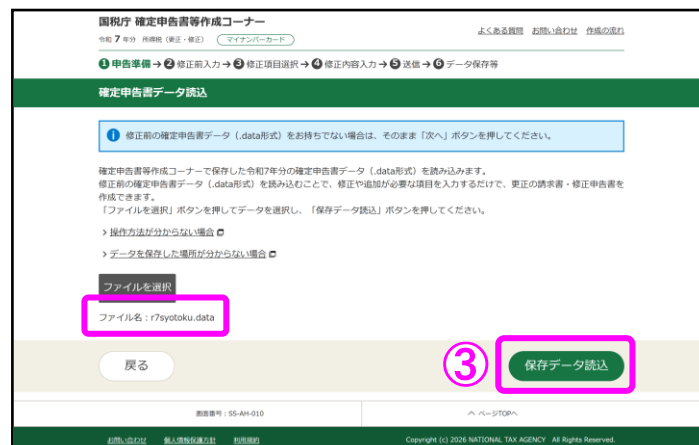 国税庁 確定申告書等作成コーナー
よくある質問 お問い合わせ 作成の流れ
令和 7 年分 所得税（更正・修正） マイナンバーカード
1 申告準備 → 2 修正前入力 → 3 修正項目選択 → 4 修正内容入力 → 5 送信 → 6 データ保存等
確定申告書データ読込
i 修正前の確定申告書データ（.data形式）をお持ちでない場合は、そのまま「次へ」ボタンを押してください。
確定申告書等作成コーナーで保存した令和7年分の確定申告書データ（.data形式）を読み込みます。
修正前の確定申告書データ（.data形式）を読み込むことで、修正や追加が必要な項目を入力するだけで、更正の請求書・修正申告書を
作成できます。
「ファイルを選択」ボタンを押してデータを選択し、「保存データ読込」ボタンを押してください。
> 操作方法が分からない場合
> データを保存した場所が分からない場合
ファイルを選択
ファイル名：r7syotoku.data
戻る
③
保存データ読込
画面番号：SS-AH-010
ページTOPへ
お問い合わせ 個人情報保護方針 利用規約
Copyright (c) 2026 NATIONAL TAX AGENCY All Rights Reserved.